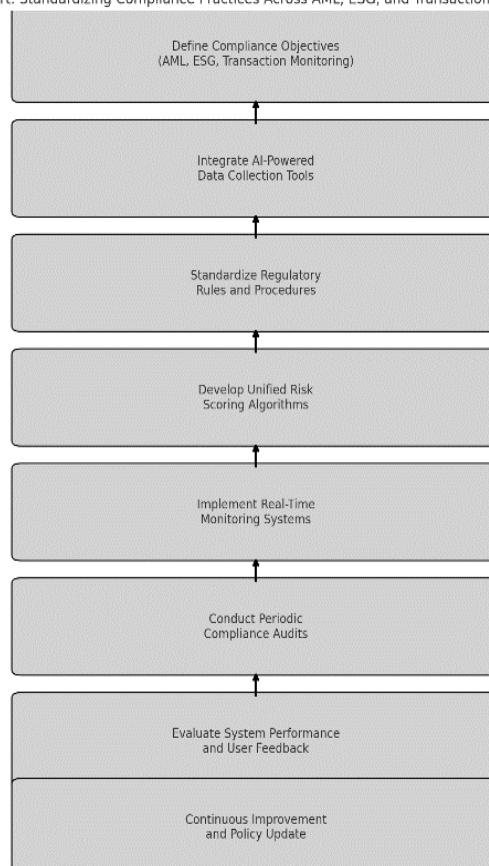 rt: Standardizing Compliance Practices Across AML, ESG, and Transaction
Define Compliance Objectives
(AML, ESG, Transaction Monitoring)
Integrate AI-Powered
Data Collection Tools
Standardize Regulatory
Rules and Procedures
Develop Unified Risk
Scoring Algorithms
Implement Real-Time
Monitoring Systems
Conduct Periodic
Compliance Audits
Evaluate System Performance
and User Feedback
Continuous Improvement
and Policy Update